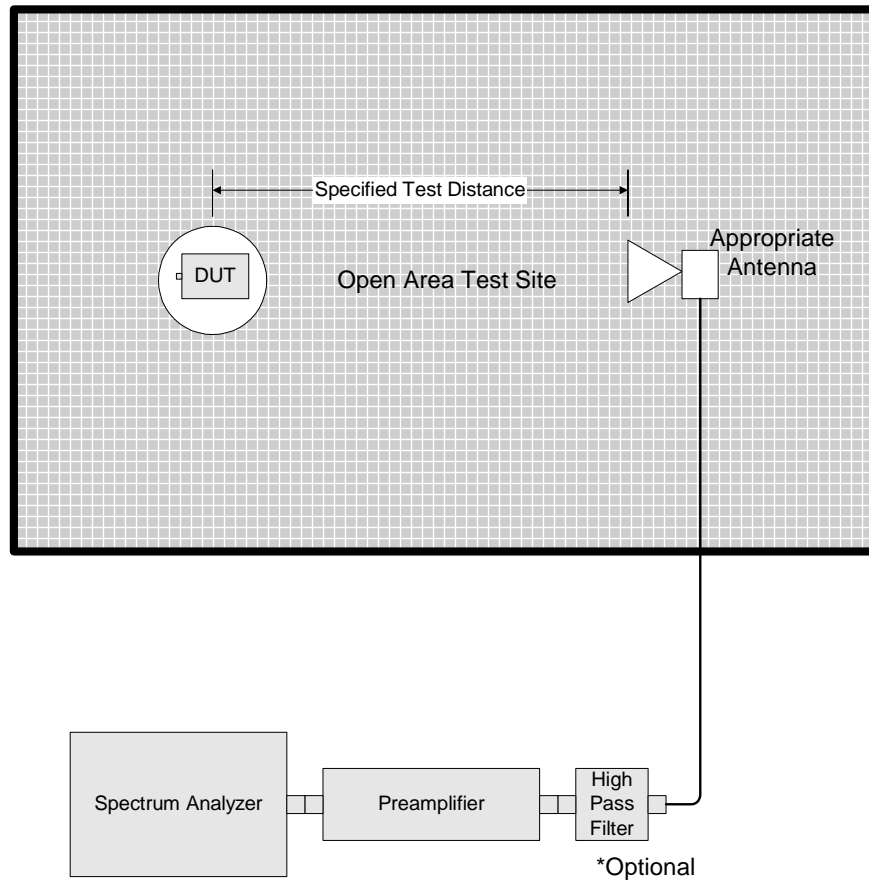 Specified Test Distance
Appropriate
Antenna
DUT
Open Area Test Site
Spectrum Analyzer
Preamplifier
High
Pass
Filter
*Optional